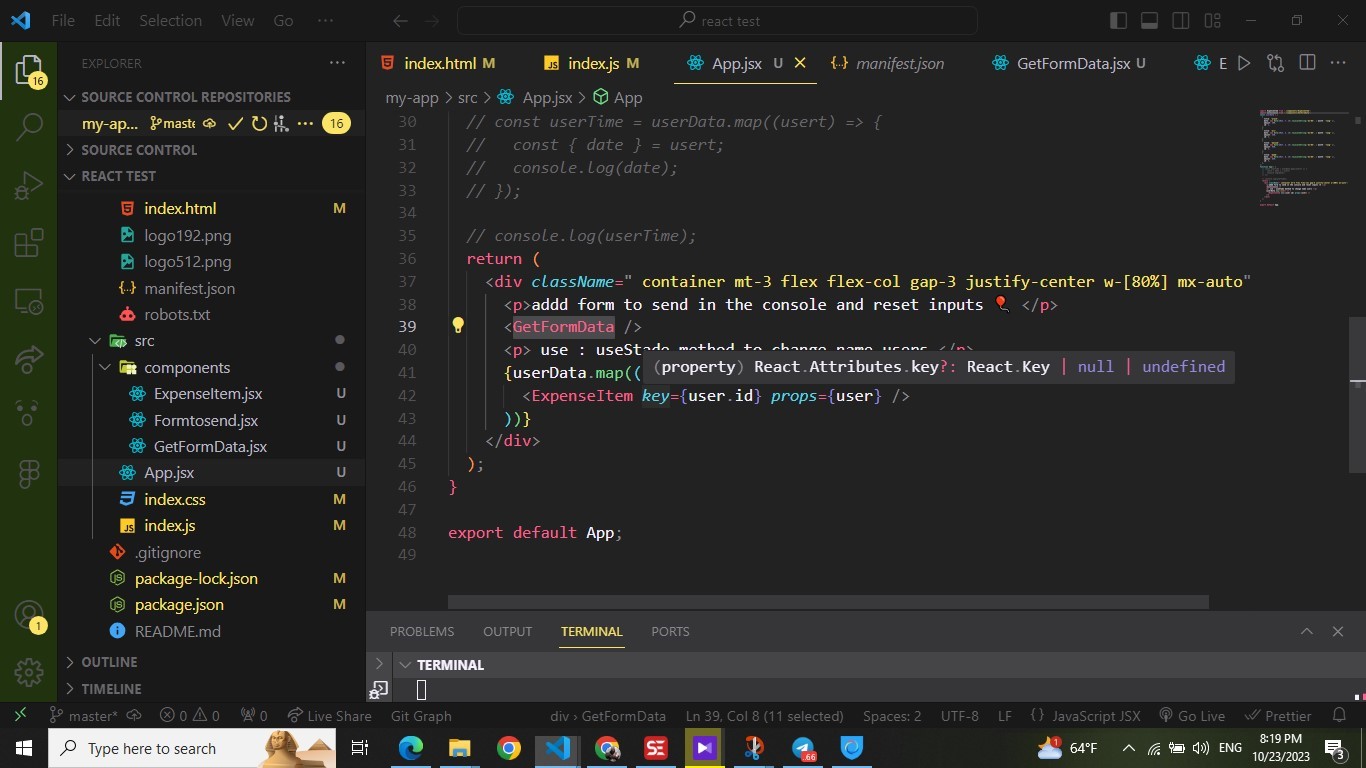 File Edit Selection View Go ··· react test
EXPLORER ···
SOURCE CONTROL REPOSITORIES
my-ap... maste ··· 16
SOURCE CONTROL
REACT TEST
index.html M
logo192.png
logo512.png
manifest.json
robots.txt
src
components
ExpenseItem.jsx U
Formtosend.jsx U
GetFormData.jsx U
App.jsx U
index.css M
index.js M
.gitignore
package-lock.json M
package.json M
README.md
OUTLINE
TIMELINE
16
1
index.html M index.js M App.jsx U manifest.json GetFormData.jsx U E ···
my-app > src > App.jsx > App
30 // const userTime = userData.map((usert) => {
31 //   const { date } = usert;
32 //   console.log(date);
33 // });
34
35 // console.log(userTime);
36 return (
37 <div className=" container mt-3 flex flex-col gap-3 justify-center w-[80%] mx-auto"
38 <p>addd form to send in the console and reset inputs 🎈 </p>
39 <GetFormData />
40 <p> use : useStade method to change name users </p>
(property) React.Attributes.key?: React.Key | null | undefined
41 {userData.map((
42 <ExpenseItem key={user.id} props={user} />
43 ))}
44 </div>
45 );
46 }
47
48 export default App;
49
PROBLEMS OUTPUT TERMINAL PORTS
TERMINAL
master* 0 0 0 Live Share Git Graph div › GetFormData Ln 39, Col 8 (11 selected) Spaces: 2 UTF-8 LF {} JavaScript JSX Go Live Prettier
Type here to search SE .66 1 64°F ENG 8:19 PM 3
10/23/2023